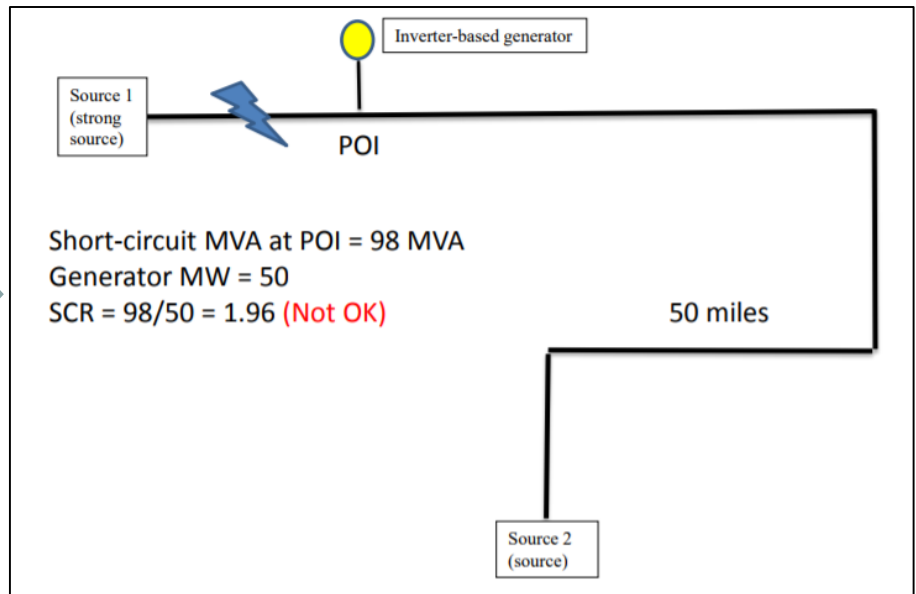 Inverter-based generator
Source 1
(strong
source)
POI
Short-circuit MVA at POI = 98 MVA
Generator MW = 50
SCR = 98/50 = 1.96 (Not OK)
50 miles
Source 2
(source)